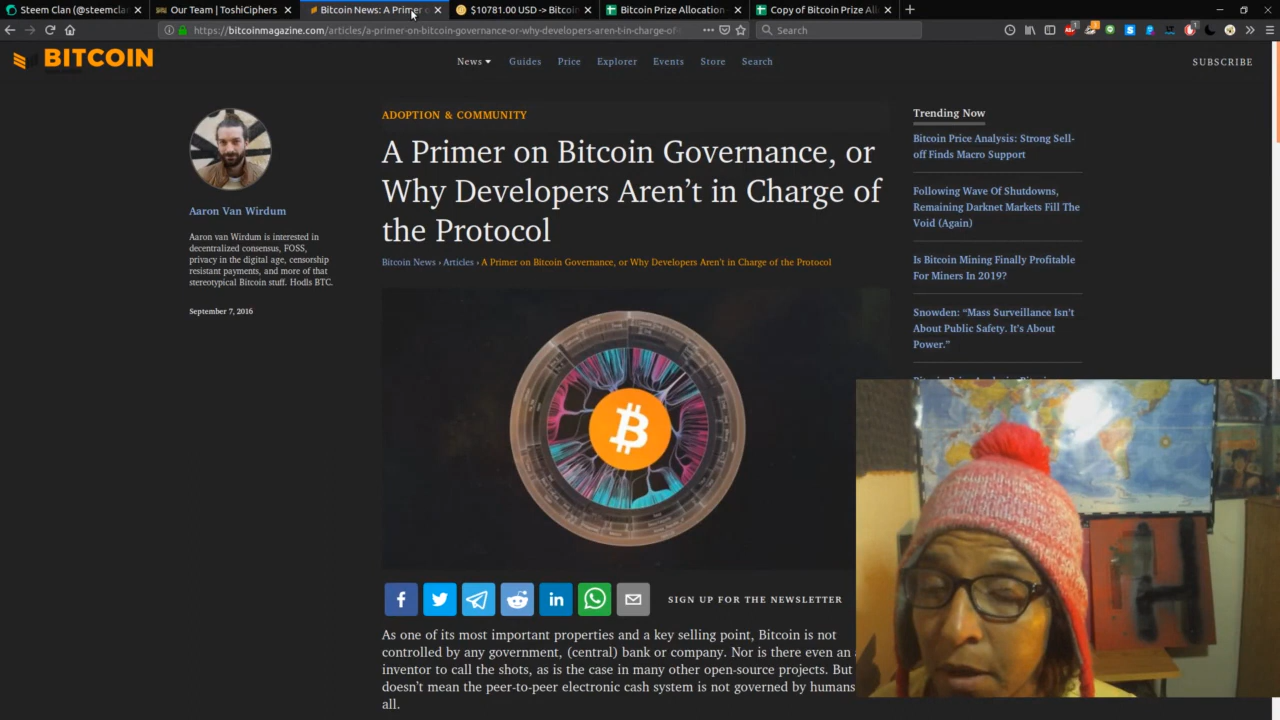 Steem Clan (@steemclan
Our Team | ToshiCiphers
Bitcoin News: A Primer
$10781.00 USD -> Bitcoin
Bitcoin Prize Allocation
Copy of Bitcoin Prize Al
https://bitcoinmagazine.com/articles/a-primer-on-bitcoin-governance-or-why-developers-aren-t-in-charge-of-
Search
BITCOIN
News
Guides
Price
Explorer
Events
Store
Search
SUBSCRIBE
Aaron Van Wirdum
Aaron van Wirdum is interested in
decentralized consensus, FOSS,
privacy in the digital age, censorship
resistant payments, and more of that
stereotypical Bitcoin stuff. Hodls BTC.
September 7, 2016
ADOPTION & COMMUNITY
A Primer on Bitcoin Governance, or
Why Developers Aren’t in Charge of
the Protocol
Bitcoin News › Articles › A Primer on Bitcoin Governance, or Why Developers Aren’t in Charge of the Protocol
SIGN UP FOR THE NEWSLETTER
As one of its most important properties and a key selling point, Bitcoin is not
controlled by any government, (central) bank or company. Nor is there even an
inventor to call the shots, as is the case in many other open-source projects. But
doesn’t mean the peer-to-peer electronic cash system is not governed by humans
all.
Trending Now
Bitcoin Price Analysis: Strong Sell-
off Finds Macro Support
Following Wave Of Shutdowns,
Remaining Darknet Markets Fill The
Void (Again)
Is Bitcoin Mining Finally Profitable
For Miners In 2019?
Snowden: “Mass Surveillance Isn’t
About Public Safety. It’s About
Power.”